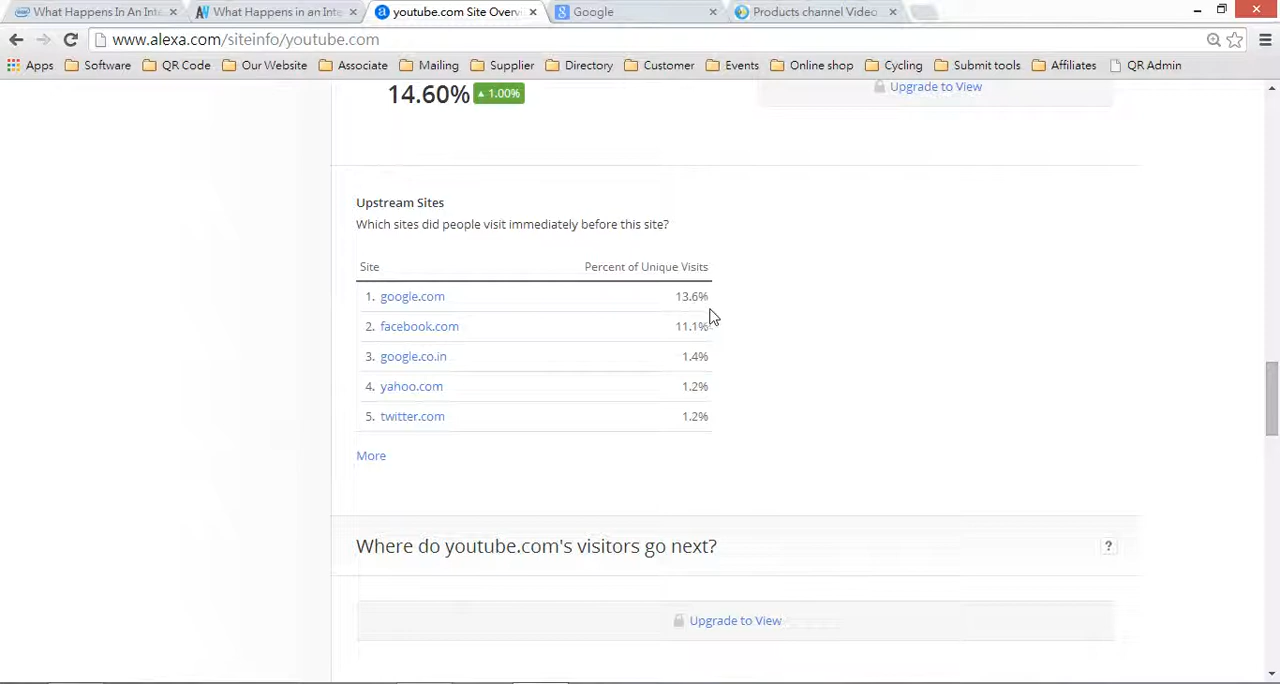 What Happens In An Inte
What Happens in an Inte
youtube.com Site Overvi
Google
Products channel Video
www.alexa.com/siteinfo/youtube.com
Apps Software QR Code Our Website Associate Mailing Supplier Directory Customer Events Online shop Cycling Submit tools Affiliates QR Admin
14.60% 1.00%
Upgrade to View
Upstream Sites
Which sites did people visit immediately before this site?
Site Percent of Unique Visits
1. google.com 13.6%
2. facebook.com 11.1%
3. google.co.in 1.4%
4. yahoo.com 1.2%
5. twitter.com 1.2%
More
Where do youtube.com's visitors go next? ?
Upgrade to View